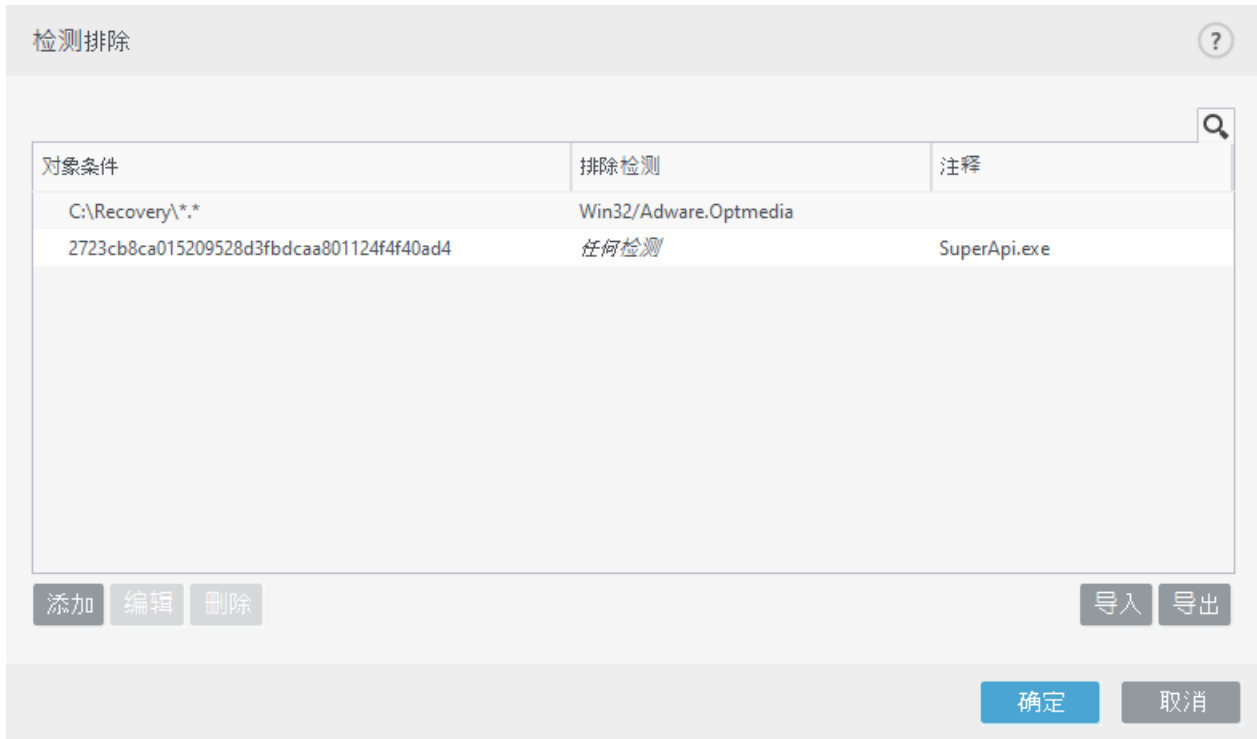 检测排除
?
对象条件 排除检测 注释
C:\Recovery\*.* Win32/Adware.Optmedia
2723cb8ca015209528d3fbdcaa801124f4f40ad4 任何检测 SuperApi.exe
添加 编辑 删除 导入 导出
确定 取消